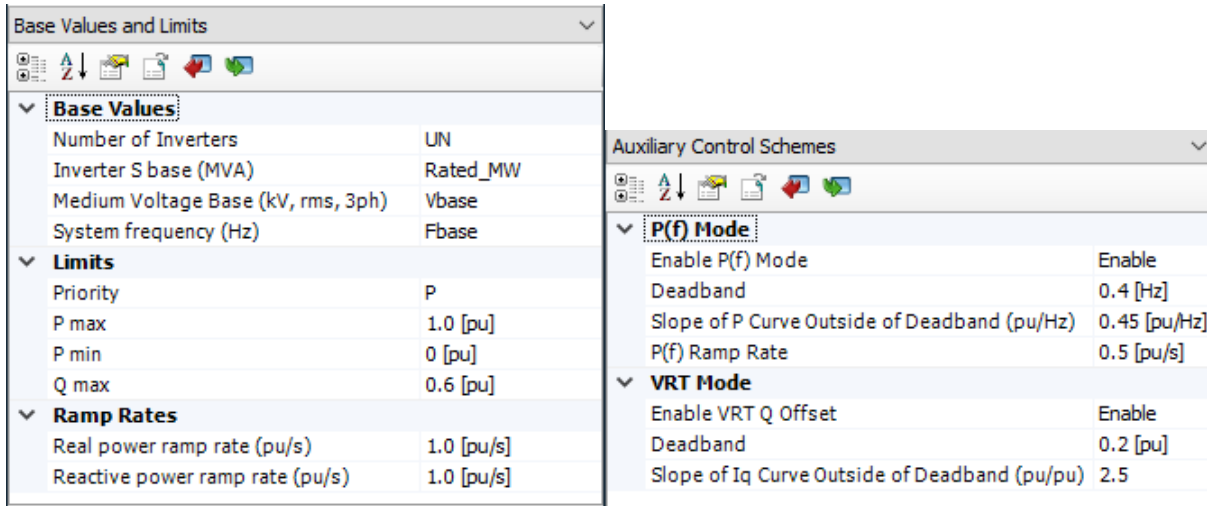 Base Values and Limits
Base Values
Number of Inverters UN
Inverter S base (MVA) Rated_MW
Medium Voltage Base (kV, rms, 3ph) Vbase
System frequency (Hz) Fbase
Limits
Priority P
P max 1.0 [pu]
P min 0 [pu]
Q max 0.6 [pu]
Ramp Rates
Real power ramp rate (pu/s) 1.0 [pu/s]
Reactive power ramp rate (pu/s) 1.0 [pu/s]
Auxiliary Control Schemes
P(f) Mode
Enable P(f) Mode Enable
Deadband 0.4 [Hz]
Slope of P Curve Outside of Deadband (pu/Hz) 0.45 [pu/Hz]
P(f) Ramp Rate 0.5 [pu/s]
VRT Mode
Enable VRT Q Offset Enable
Deadband 0.2 [pu]
Slope of Iq Curve Outside of Deadband (pu/pu) 2.5